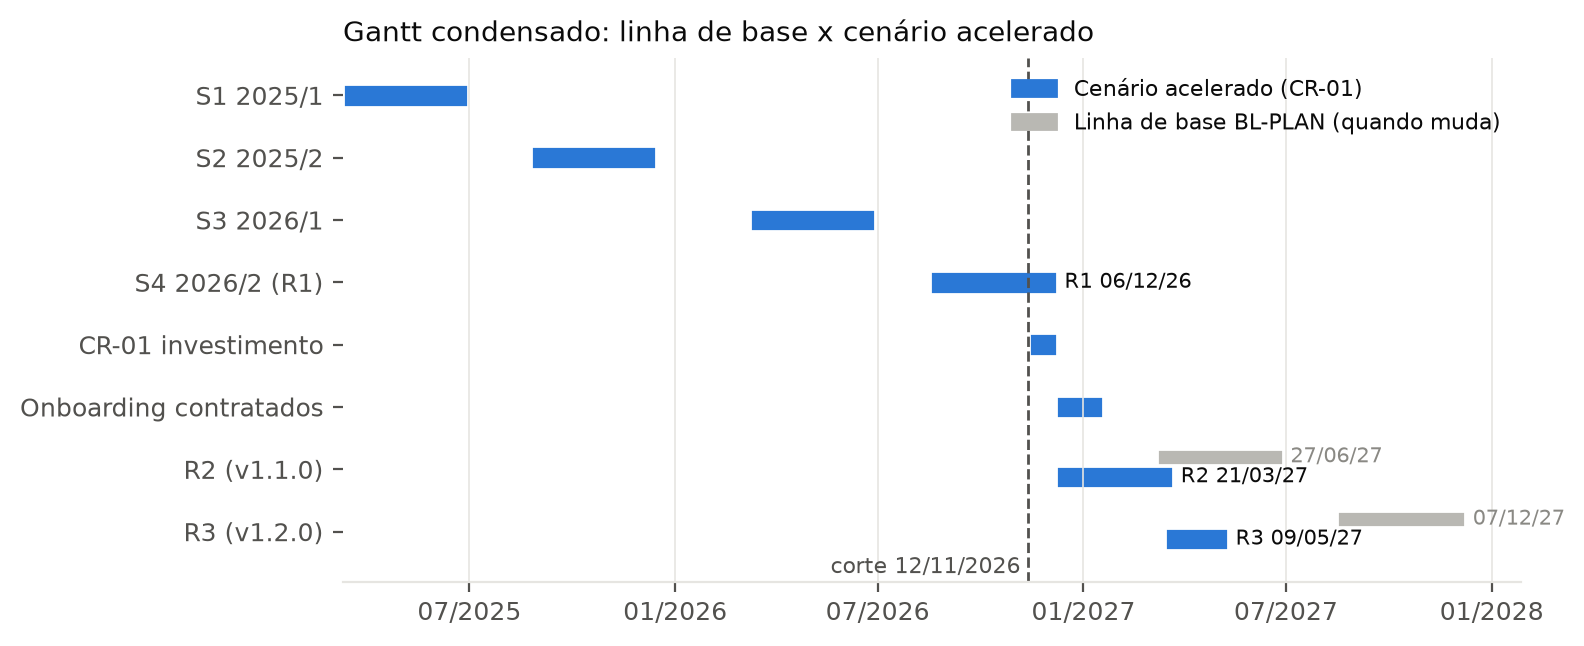 Gantt condensado: linha de base x cenário acelerado
Cenário acelerado (CR-01)
Linha de base BL-PLAN (quando muda)
S1 2025/1
S2 2025/2
S3 2026/1
S4 2026/2 (R1)
R1 06/12/26
CR-01 investimento
Onboarding contratados
R2 (v1.1.0)
27/06/27
R2 21/03/27
R3 (v1.2.0)
07/12/27
R3 09/05/27
corte 12/11/2026
07/2025
01/2026
07/2026
01/2027
07/2027
01/2028